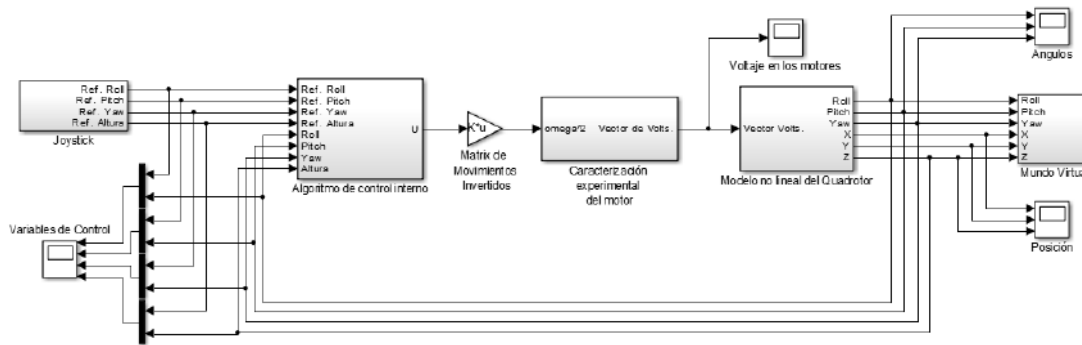 Ref. Roll
Ref. Pitch
Ref. Yaw
Ref. Altura
Joystick
Ref. Roll
Ref. Pitch
Ref. Yaw
Ref. Altura
Roll
Pitch
Yaw
Altura
U
Algoritmo de control interno
K*u
Matrix de
Movimientos
Invertidos
omega^2
Vector de Volts.
Caracterización
experimental
del motor
Voltaje en los motores
Vector Volts.
Roll
Pitch
Yaw
X
Y
Z
Modelo no lineal del Quadrotor
Angulos
Roll
Pitch
Yaw
X
Y
Z
Mundo Virtua
Posición
Variables de Control